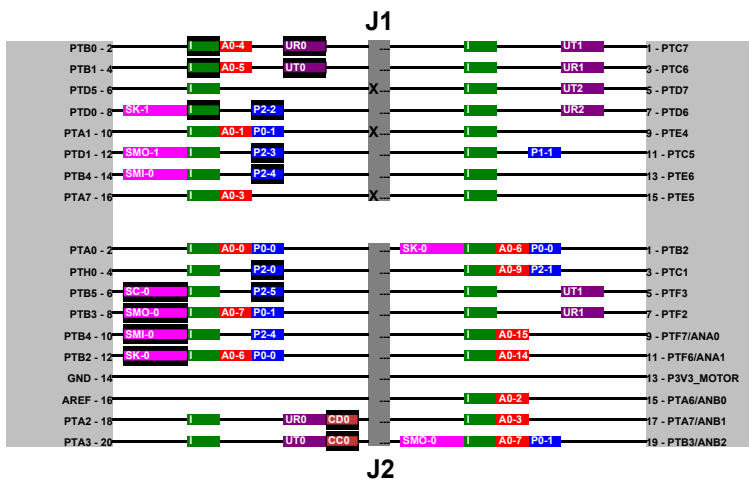 J1
PTB0 - 2 I A0-4 UR0 --- I UT1 1 - PTC7
PTB1 - 4 I A0-5 UT0 --- I UR1 3 - PTC6
PTD5 - 6 I X--- I UT2 5 - PTD7
PTD0 - 8 SK-1 I P2-2 --- I UR2 7 - PTD6
PTA1 - 10 I A0-1 P0-1 X--- I 9 - PTE4
PTD1 - 12 SMO-1 I P2-3 --- I P1-1 11 - PTC5
PTB4 - 14 SMI-0 I P2-4 --- I 13 - PTE6
PTA7 - 16 I A0-3 X--- I 15 - PTE5
PTA0 - 2 I A0-0 P0-0 --- SK-0 I A0-6 P0-0 1 - PTB2
PTH0 - 4 I P2-0 --- I A0-9 P2-1 3 - PTC1
PTB5 - 6 SC-0 I P2-5 --- I UT1 5 - PTF3
PTB3 - 8 SMO-0 I A0-7 P0-1 --- I UR1 7 - PTF2
PTB4 - 10 SMI-0 I P2-4 --- I A0-15 9 - PTF7/ANA0
PTB2 - 12 SK-0 I A0-6 P0-0 --- I A0-14 11 - PTF6/ANA1
GND - 14 --- 13 - P3V3_MOTOR
AREF - 16 --- I A0-2 15 - PTA6/ANB0
PTA2 - 18 I UR0 CD0 --- I A0-3 17 - PTA7/ANB1
PTA3 - 20 I UT0 CC0 --- SMO-0 I A0-7 P0-1 19 - PTB3/ANB2
J2